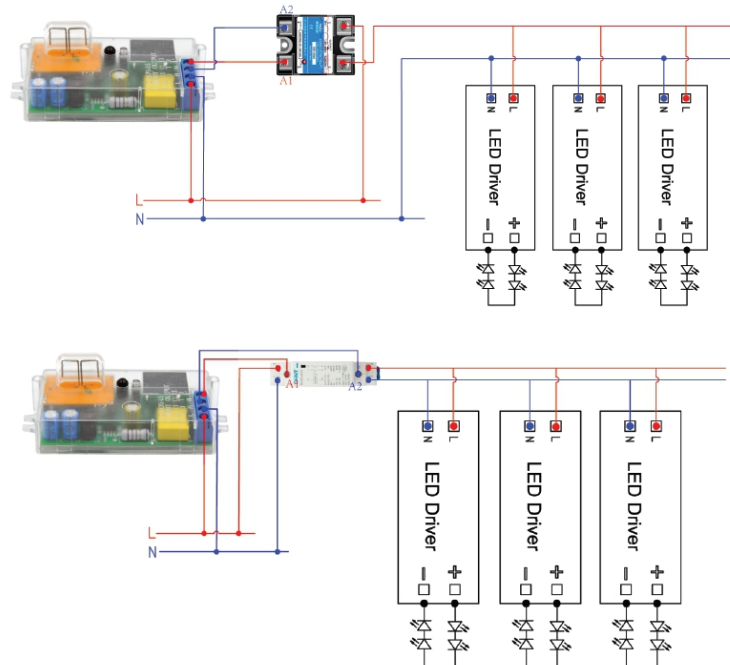 A2
A1
L
N
N L
LED Driver
- +
N L
LED Driver
- +
N L
LED Driver
- +
A1
A2
L
N
N L
LED Driver
- +
N L
LED Driver
- +
N L
LED Driver
- +